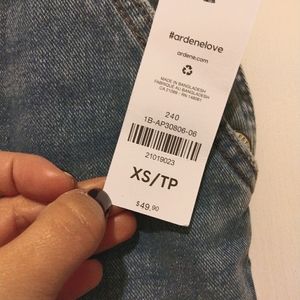 #ardenelove
ardene.com
MADE IN BANGLADESH
FABRIQUÉ AU BANGLADESH
240
1B-AP30806-06
21019023
XS/TP
$49.90